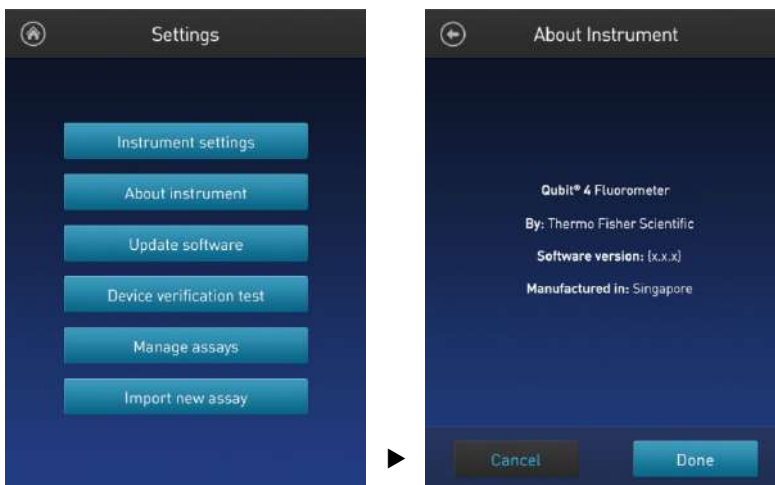 Settings
Instrument settings
About instrument
Update software
Device verification test
Manage assays
Import new assay
About Instrument
Qubit® 4 Fluorometer
By: Thermo Fisher Scientific
Software version: (x.x.x)
Manufactured in: Singapore
Cancel
Done